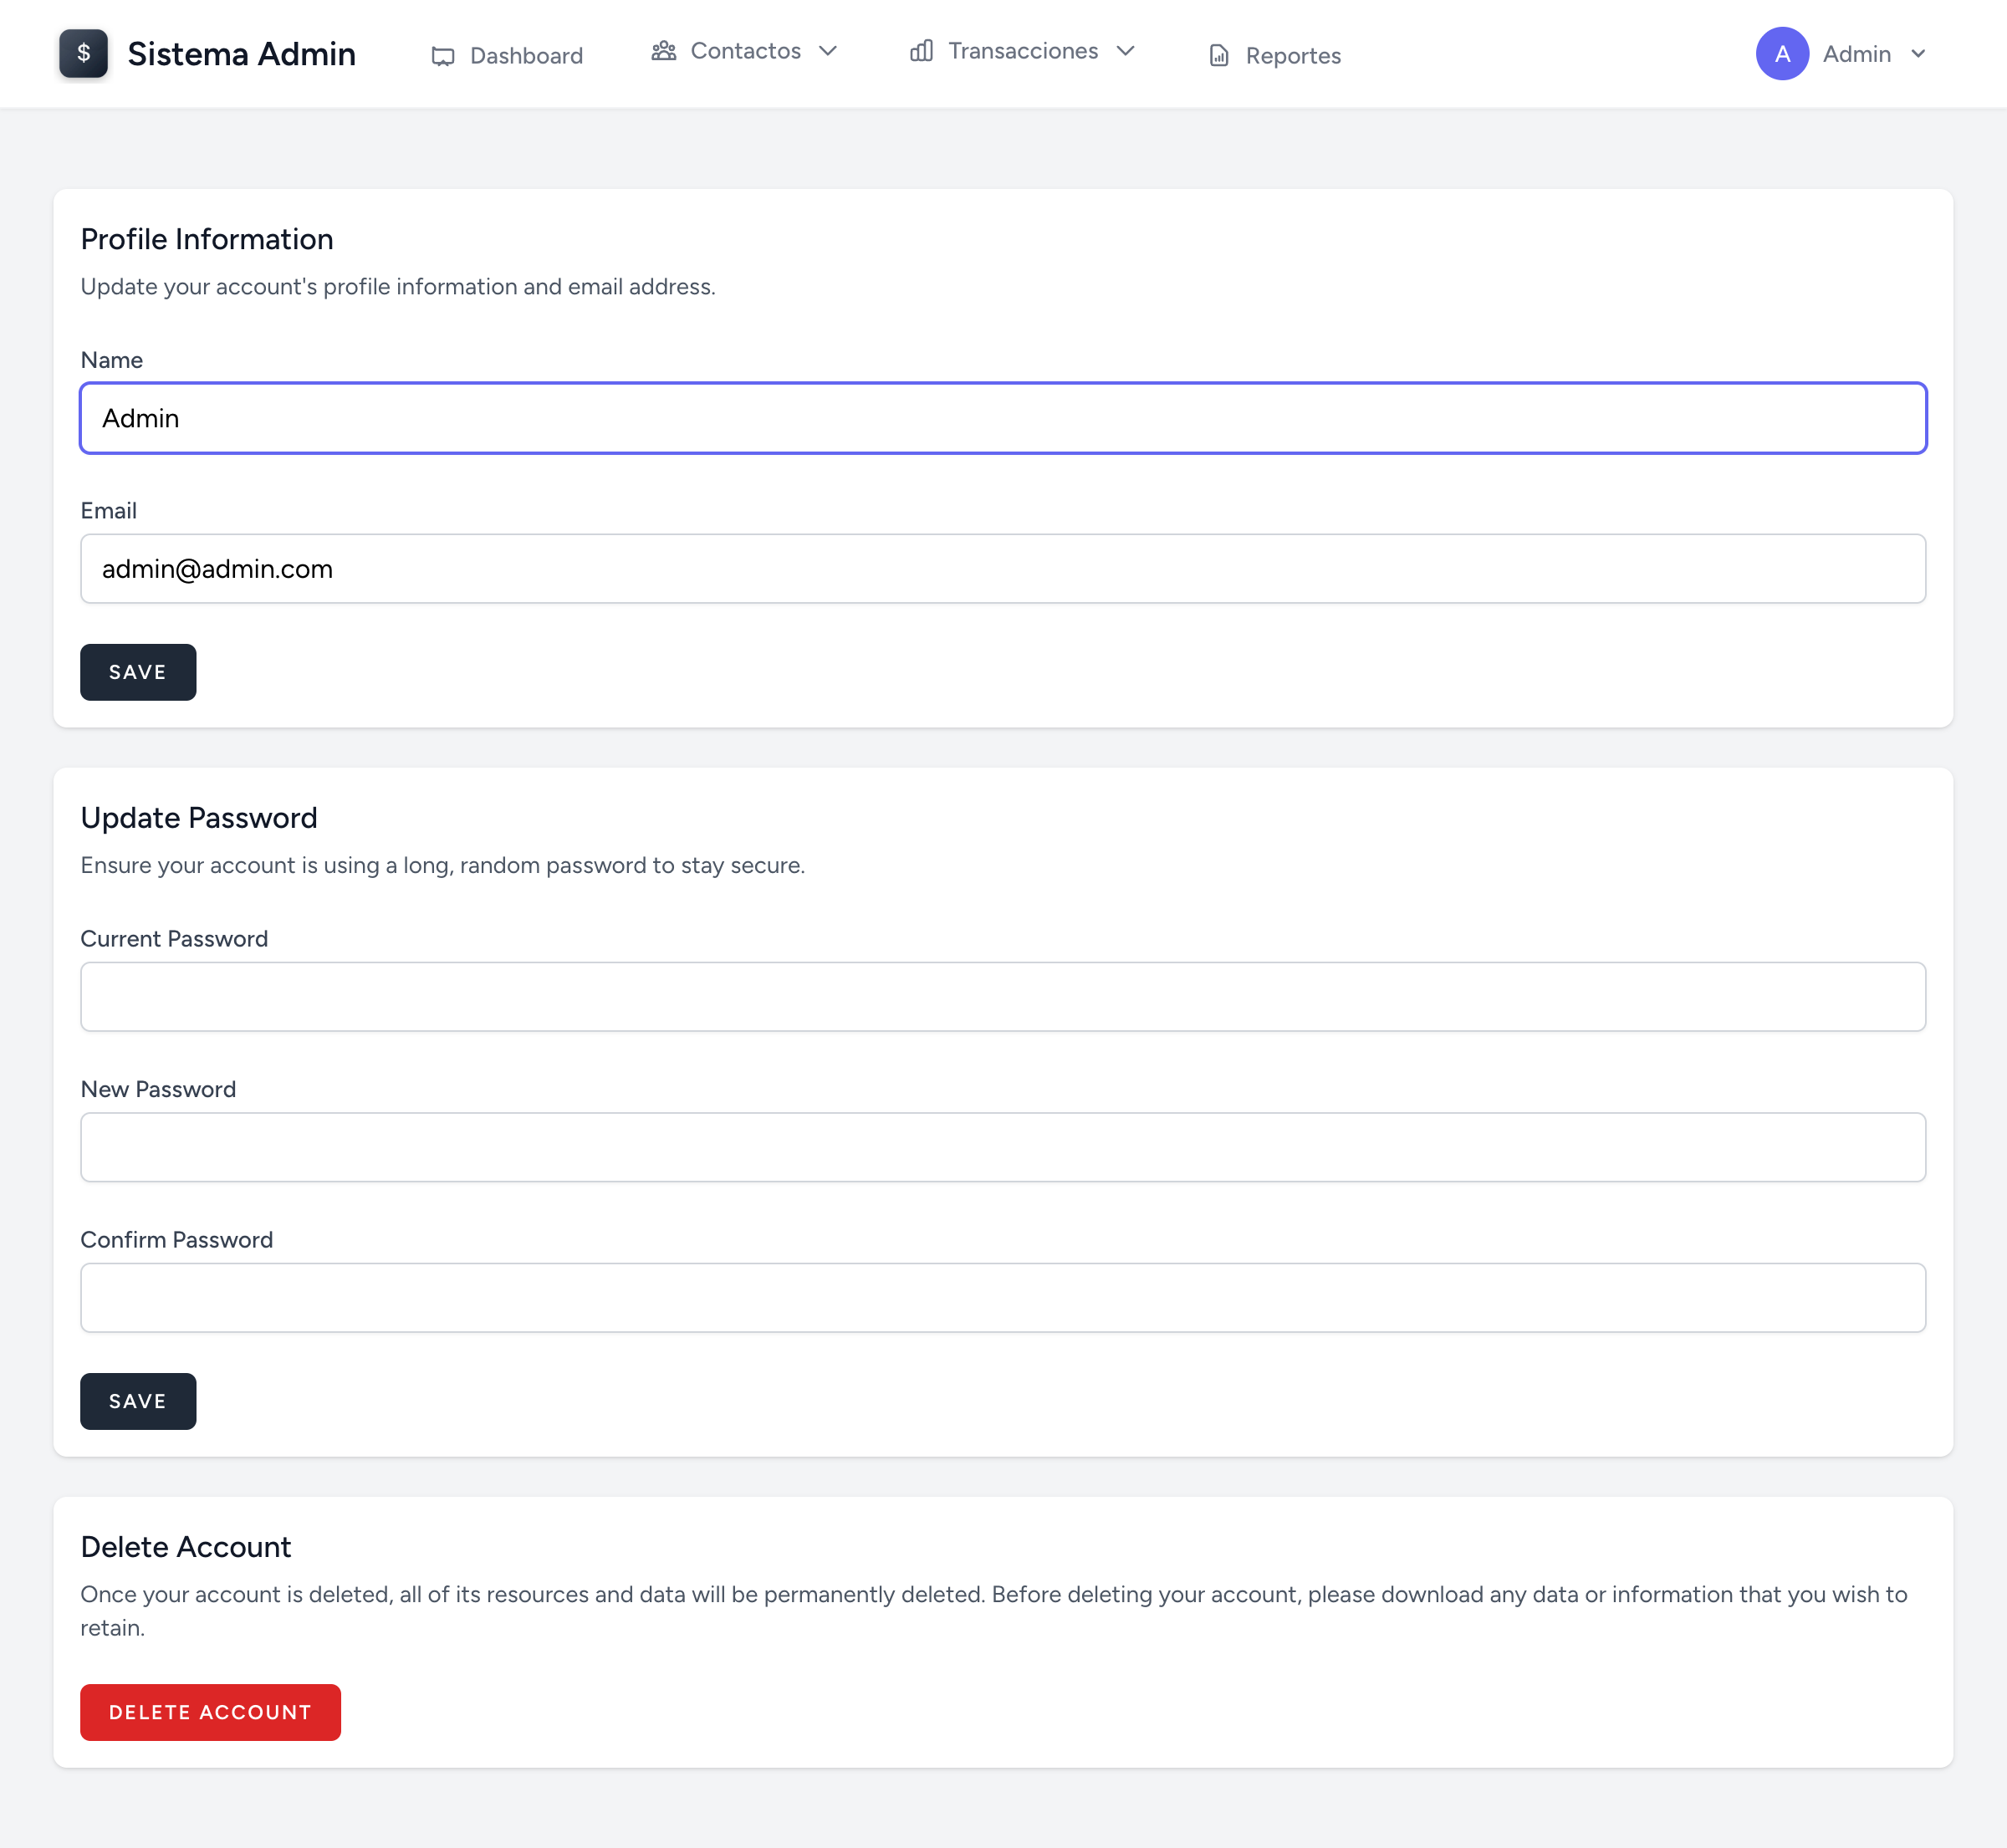 $ Sistema Admin Dashboard Contactos Transacciones Reportes A Admin
Profile Information
Update your account's profile information and email address.
Name
Admin
Email
admin@admin.com
SAVE
Update Password
Ensure your account is using a long, random password to stay secure.
Current Password
New Password
Confirm Password
SAVE
Delete Account
Once your account is deleted, all of its resources and data will be permanently deleted. Before deleting your account, please download any data or information that you wish to
retain.
DELETE ACCOUNT